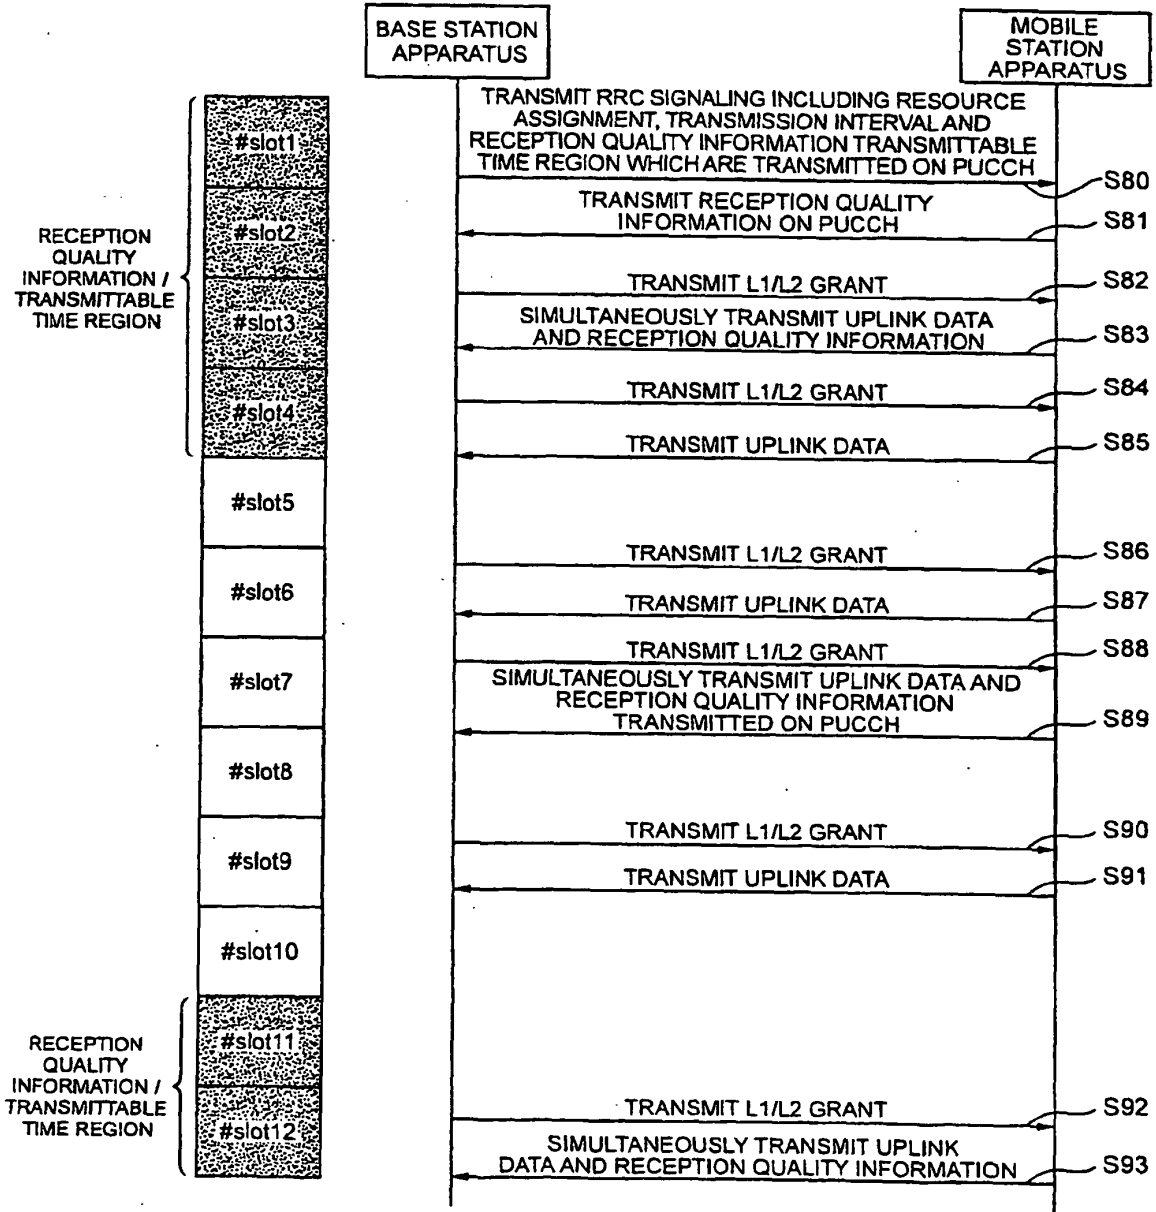 BASE STATION
APPARATUS
MOBILE
STATION
APPARATUS
#slot1
#slot2
#slot3
#slot4
#slot5
#slot6
#slot7
#slot8
#slot9
#slot10
#slot11
#slot12
RECEPTION
QUALITY
INFORMATION /
TRANSMITTABLE
TIME REGION
RECEPTION
QUALITY
INFORMATION /
TRANSMITTABLE
TIME REGION
TRANSMIT RRC SIGNALING INCLUDING RESOURCE
ASSIGNMENT, TRANSMISSION INTERVAL AND
RECEPTION QUALITY INFORMATION TRANSMITTABLE
TIME REGION WHICH ARE TRANSMITTED ON PUCCH
S80
TRANSMIT RECEPTION QUALITY
INFORMATION ON PUCCH
S81
TRANSMIT L1/L2 GRANT
S82
SIMULTANEOUSLY TRANSMIT UPLINK DATA
AND RECEPTION QUALITY INFORMATION
S83
TRANSMIT L1/L2 GRANT
S84
TRANSMIT UPLINK DATA
S85
TRANSMIT L1/L2 GRANT
S86
TRANSMIT UPLINK DATA
S87
TRANSMIT L1/L2 GRANT
S88
SIMULTANEOUSLY TRANSMIT UPLINK DATA AND
RECEPTION QUALITY INFORMATION
TRANSMITTED ON PUCCH
S89
TRANSMIT L1/L2 GRANT
S90
TRANSMIT UPLINK DATA
S91
TRANSMIT L1/L2 GRANT
S92
SIMULTANEOUSLY TRANSMIT UPLINK
DATA AND RECEPTION QUALITY INFORMATION
S93